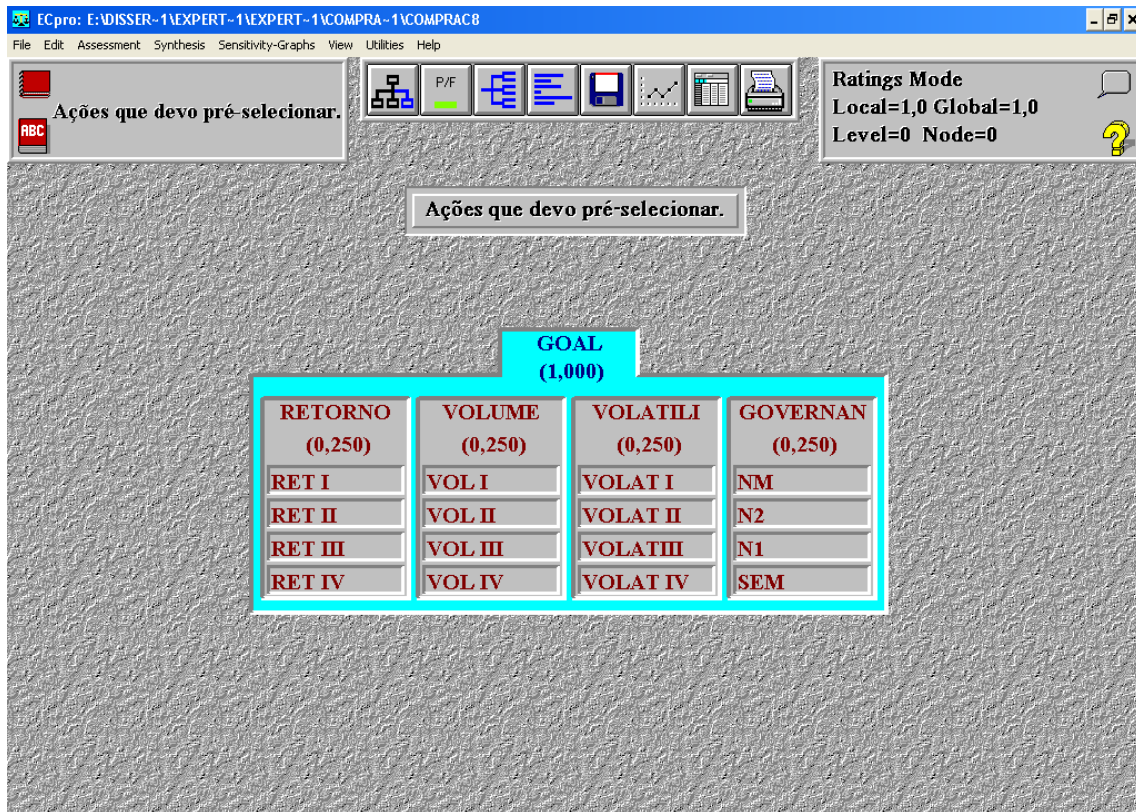 ECpro: E:\DISSER~1\EXPERT~1\EXPERT~1\COMPRA~1\COMPRAC8
File Edit Assessment Synthesis Sensitivity-Graphs View Utilities Help
Ações que devo pré-selecionar.
ABC
P/F
Ratings Mode
Local=1,0 Global=1,0
Level=0 Node=0
Ações que devo pré-selecionar.
GOAL
(1,000)
RETORNO VOLUME VOLATILI GOVERNAN
(0,250) (0,250) (0,250) (0,250)
RET I VOL I VOLAT I NM
RET II VOL II VOLAT II N2
RET III VOL III VOLATIII N1
RET IV VOL IV VOLAT IV SEM